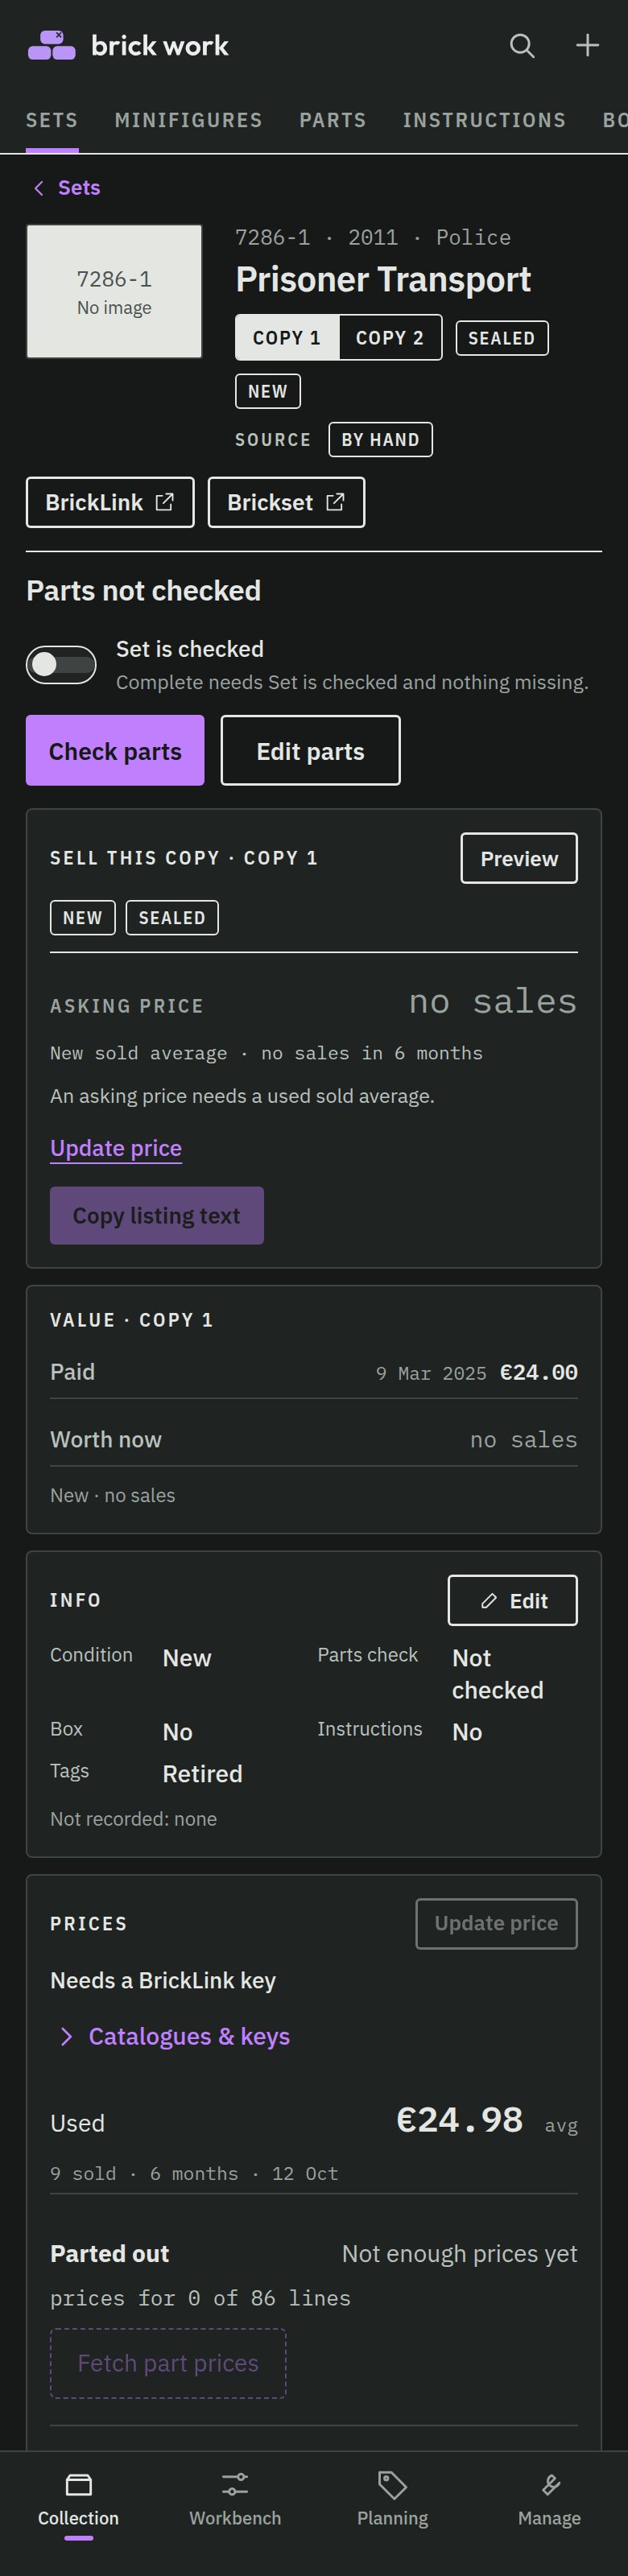 brick work
SETS MINIFIGURES PARTS INSTRUCTIONS BO
Sets
7286-1
No image
7286-1 · 2011 · Police
Prisoner Transport
COPY 1 COPY 2 SEALED
NEW
SOURCE BY HAND
BrickLink Brickset
Parts not checked
Set is checked
Complete needs Set is checked and nothing missing.
Check parts Edit parts
SELL THIS COPY · COPY 1 Preview
NEW SEALED
ASKING PRICE no sales
New sold average · no sales in 6 months
An asking price needs a used sold average.
Update price
Copy listing text
VALUE · COPY 1
Paid 9 Mar 2025 €24.00
Worth now no sales
New · no sales
INFO Edit
Condition New Parts check Not checked
Box No Instructions No
Tags Retired
Not recorded: none
PRICES Update price
Needs a BrickLink key
Catalogues & keys
Used €24.98 avg
9 sold · 6 months · 12 Oct
Parted out Not enough prices yet
prices for 0 of 86 lines
Fetch part prices
Collection Workbench Planning Manage